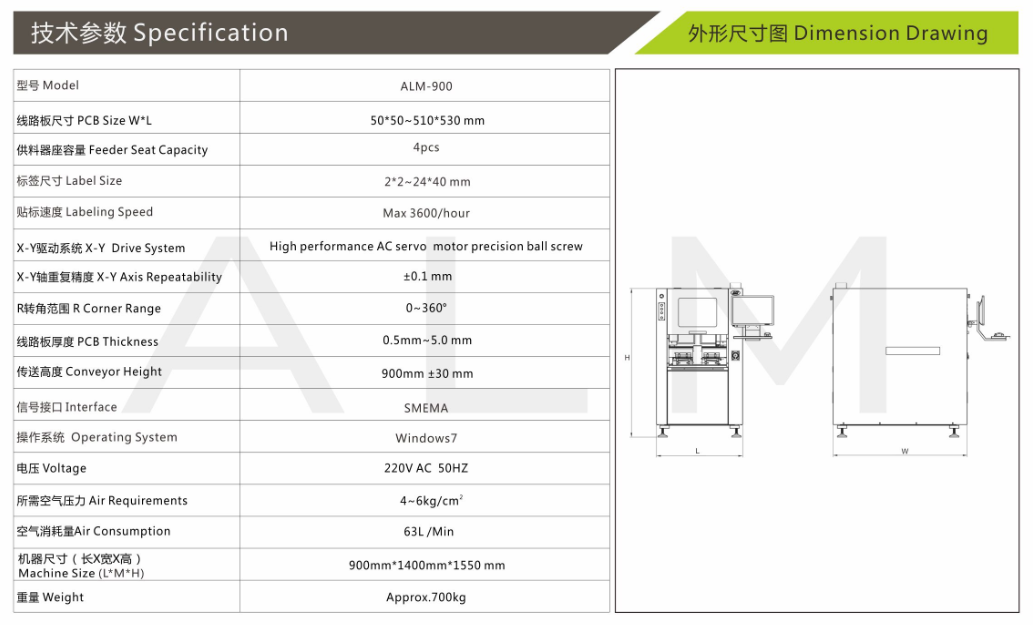 技术参数 Specification
外形尺寸图 Dimension Drawing
型号 Model
ALM-900
线路板尺寸 PCB Size W*L
50*50~510*530 mm
供料器座容量 Feeder Seat Capacity
4pcs
标签尺寸 Label Size
2*2~24*40 mm
贴标速度 Labeling Speed
Max 3600/hour
X-Y驱动系统 X-Y Drive System
High performance AC servo motor precision ball screw
X-Y轴重复精度 X-Y Axis Repeatability
±0.1 mm
R转角范围 R Corner Range
0~360°
线路板厚度 PCB Thickness
0.5mm~5.0 mm
传送高度 Conveyor Height
900mm ±30 mm
信号接口 Interface
SMEMA
操作系统 Operating System
Windows7
电压 Voltage
220V AC 50HZ
所需空气压力 Air Requirements
4~6kg/cm²
空气消耗量Air Consumption
63L /Min
机器尺寸（长X宽X高）
Machine Size (L*M*H)
900mm*1400mm*1550 mm
重量 Weight
Approx.700kg
ALM
H
L
W